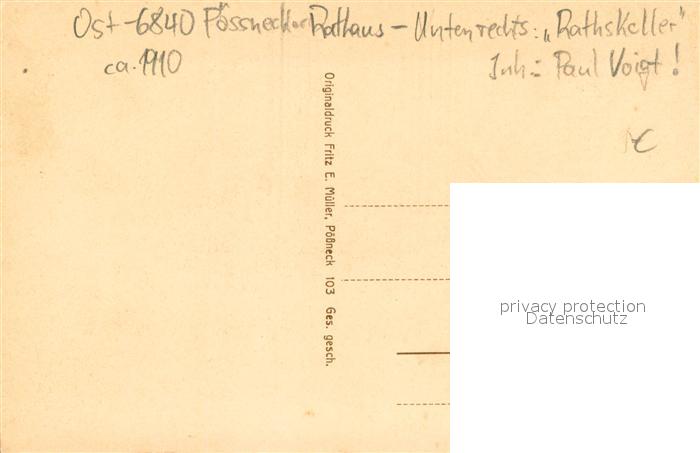 Ost-6840 Pössneck Rathaus - Unten rechts: „RathsKeller"
ca. 1910
Inh: Paul Voigt!
Originaldruck Fritz E. Müller, Pößneck 103 Ges. gesch.
privacy protection
Datenschutz